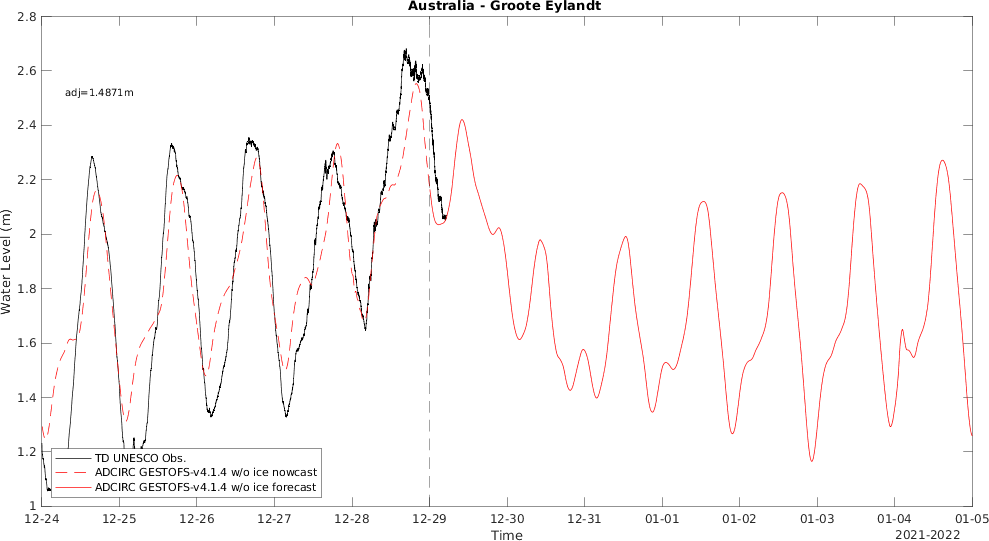 Australia - Groote Eylandt
2.8
2.6
adj=1.4871m
2.4
2.2
2
Water Level (m)
1.8
1.6
1.4
1.2
1
TD UNESCO Obs.
ADCIRC GESTOFS-v4.1.4 w/o ice nowcast
ADCIRC GESTOFS-v4.1.4 w/o ice forecast
12-24 12-25 12-26 12-27 12-28 12-29 12-30 12-31 01-01 01-02 01-03 01-04 01-05
Time
2021-2022